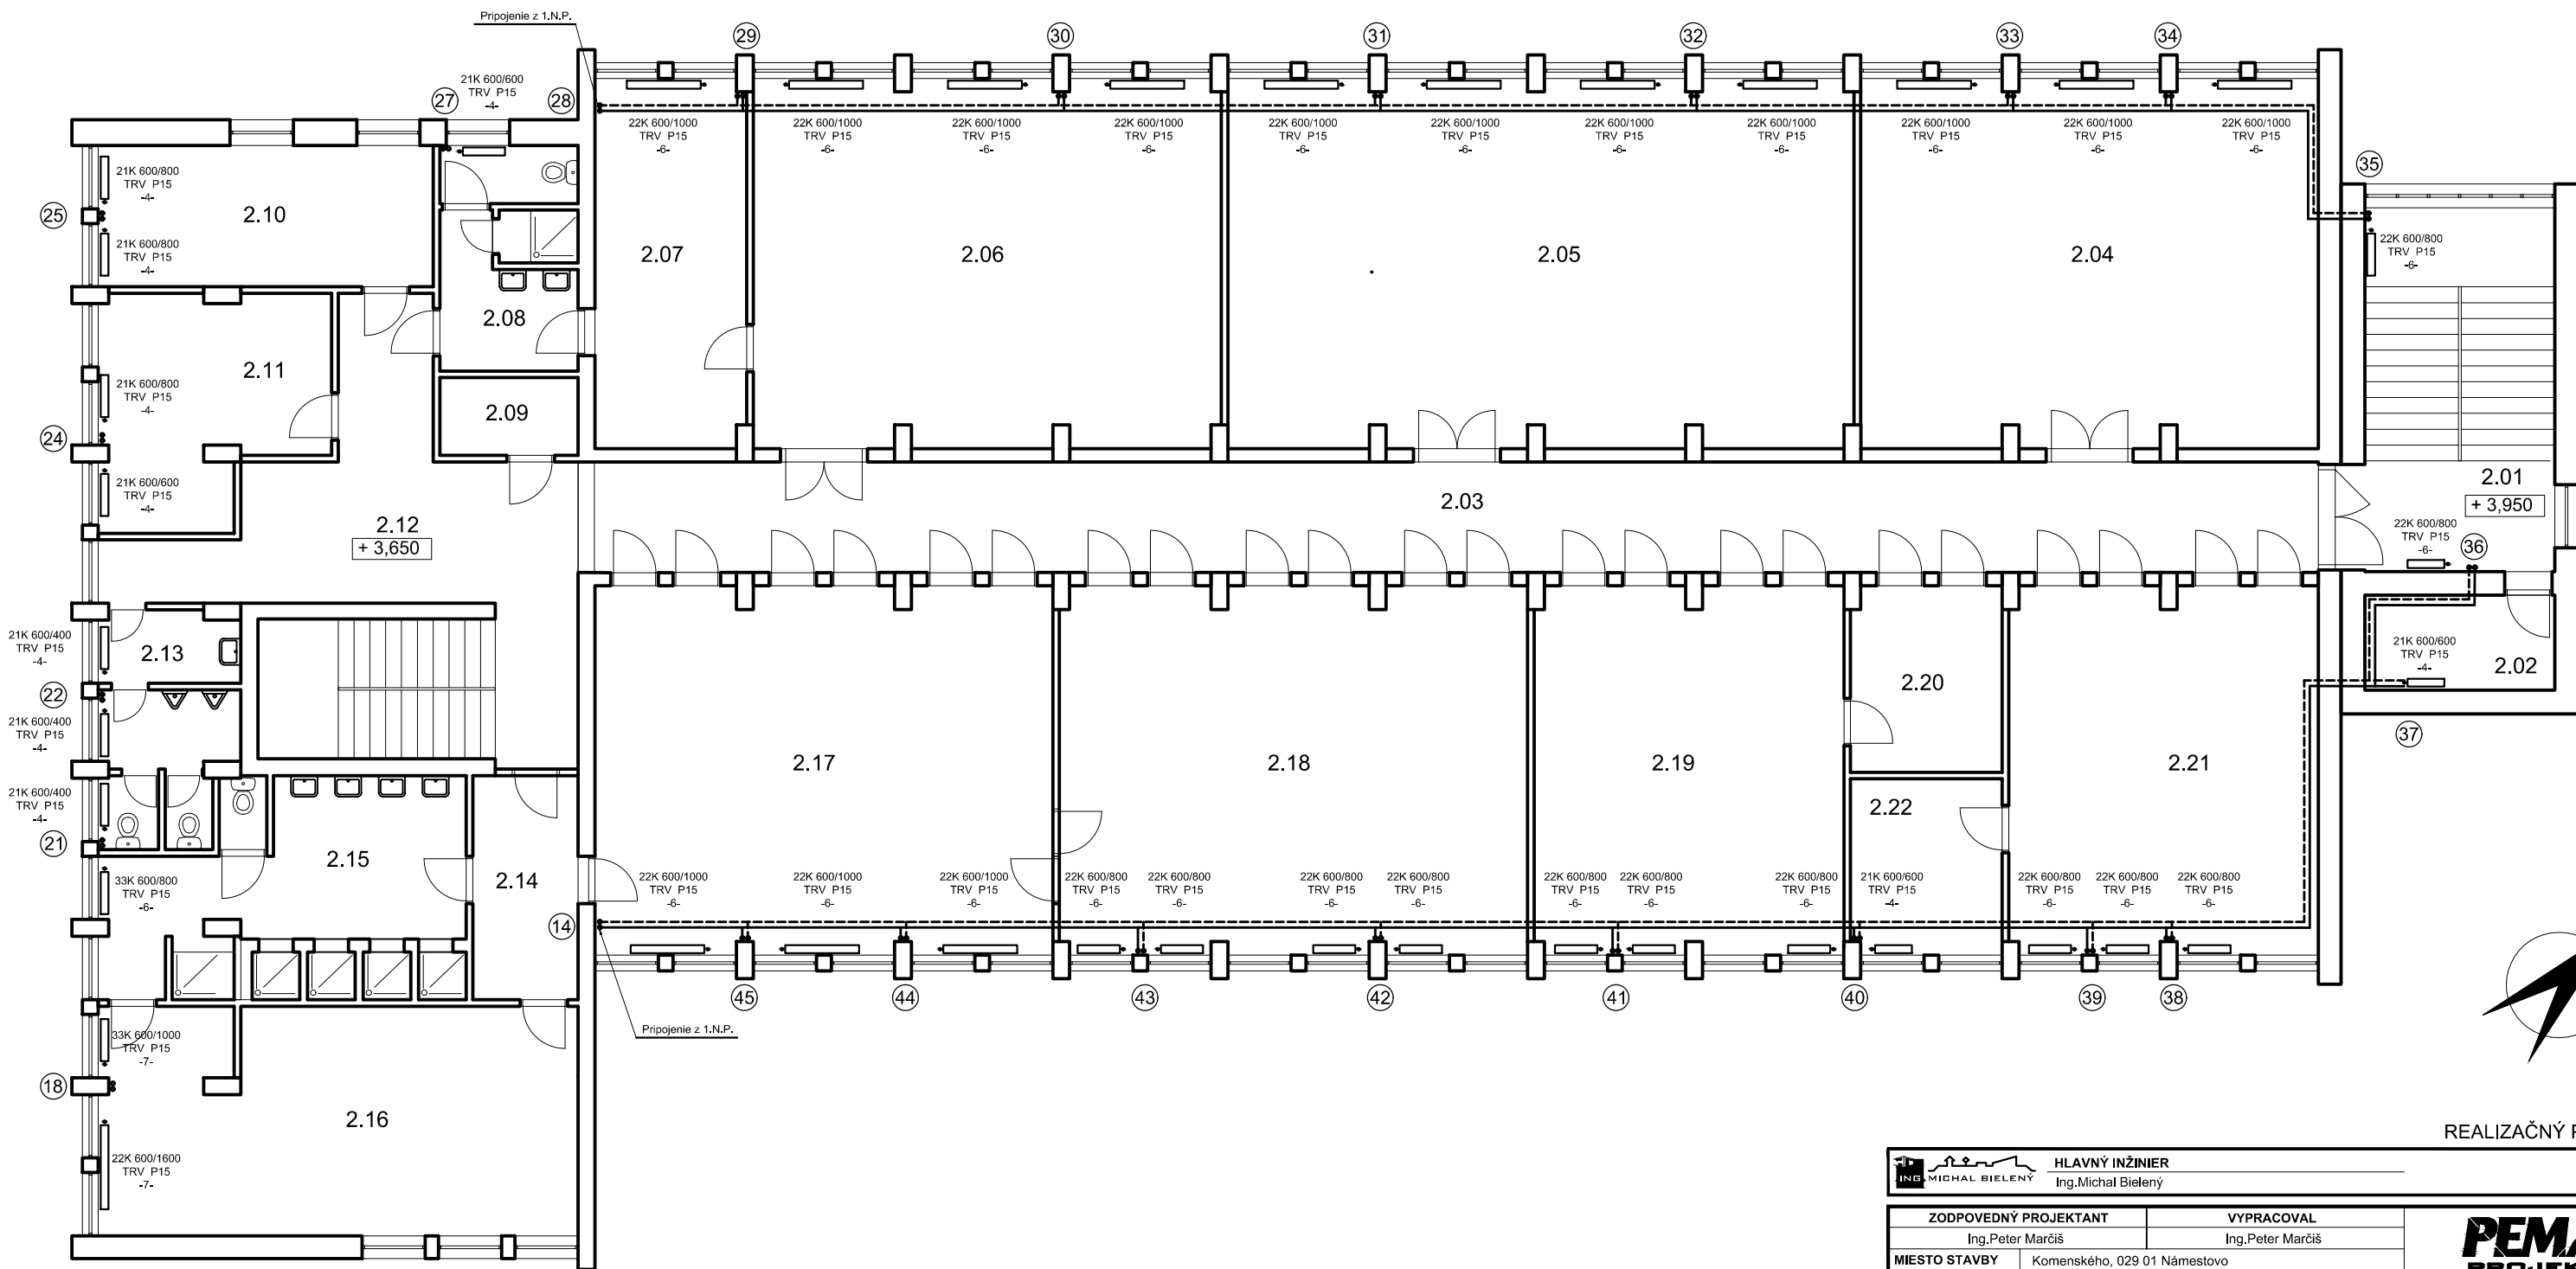 Pripojenie z 1.N.P.
29
30
31
32
33
34
21K 600/600
TRV P15
-4-
27
28
22K 600/1000
TRV P15
-6-
22K 600/1000
TRV P15
-6-
22K 600/1000
TRV P15
-6-
22K 600/1000
TRV P15
-6-
22K 600/1000
TRV P15
-6-
22K 600/1000
TRV P15
-6-
22K 600/1000
TRV P15
-6-
22K 600/1000
TRV P15
-6-
22K 600/1000
TRV P15
-6-
22K 600/1000
TRV P15
-6-
22K 600/1000
TRV P15
-6-
35
21K 600/800
TRV P15
-4-
25
2.10
21K 600/800
TRV P15
-4-
2.07
2.06
2.05
2.04
22K 600/800
TRV P15
-6-
2.08
2.11
21K 600/800
TRV P15
-4-
2.09
24
21K 600/600
TRV P15
-4-
2.12
+ 3,650
2.03
2.01
+ 3,950
22K 600/800
TRV P15
-6-
36
21K 600/400
TRV P15
-4-
2.13
22
21K 600/400
TRV P15
-4-
21K 600/600
TRV P15
-4-
2.02
2.20
37
2.17
2.18
2.19
2.21
21K 600/400
TRV P15
-4-
21
2.22
2.15
2.14
33K 600/800
TRV P15
-6-
22K 600/1000
TRV P15
-6-
22K 600/1000
TRV P15
-6-
22K 600/1000
TRV P15
-6-
22K 600/800
TRV P15
-6-
22K 600/800
TRV P15
-6-
22K 600/800
TRV P15
-6-
22K 600/800
TRV P15
-6-
22K 600/800
TRV P15
-6-
22K 600/800
TRV P15
-6-
22K 600/800
TRV P15
-6-
21K 600/600
TRV P15
-4-
22K 600/800
TRV P15
-6-
22K 600/800
TRV P15
-6-
22K 600/800
TRV P15
-6-
14
45
44
43
42
41
40
39
38
Pripojenie z 1.N.P.
33K 600/1000
TRV P15
-7-
18
2.16
22K 600/1600
TRV P15
-7-
REALIZAČNÝ
ING. MICHAL BIELENÝ
HLAVNÝ INŽINIER
Ing.Michal Bielený
ZODPOVEDNÝ PROJEKTANT
VYPRACOVAL
Ing.Peter Marčiš
Ing.Peter Marčiš
MIESTO STAVBY
Komenského, 029 01 Námestovo